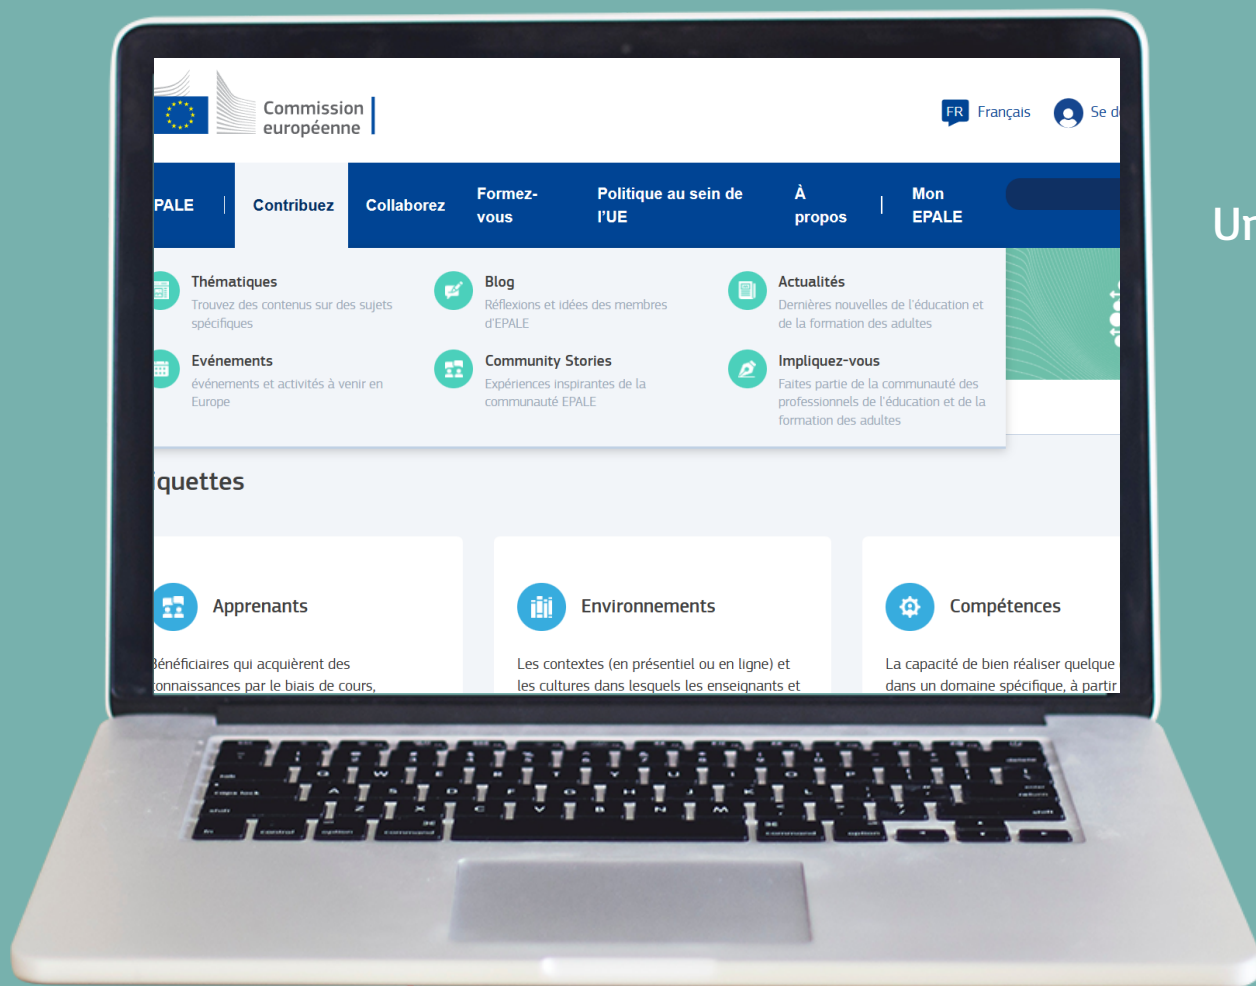 Commission
européenne
FR Français Se d
PALE Contribuez Collaborez Formez-vous Politique au sein de l'UE À propos Mon EPALE
Thématiques
Trouvez des contenus sur des sujets
spécifiques
Blog
Réflexions et idées des membres
d'EPALE
Actualités
Dernières nouvelles de l'éducation et
de la formation des adultes
Evénements
événements et activités à venir en
Europe
Community Stories
Expériences inspirantes de la
communauté EPALE
Impliquez-vous
Faites partie de la communauté des
professionnels de l'éducation et de la
formation des adultes
Un
quettes
Apprenants
Bénéficiaires qui acquièrent des
connaissances par le biais de cours,
Environnements
Les contextes (en présentiel ou en ligne) et
les cultures dans lesquels les enseignants et
Compétences
La capacité de bien réaliser quelque
dans un domaine spécifique, à partir